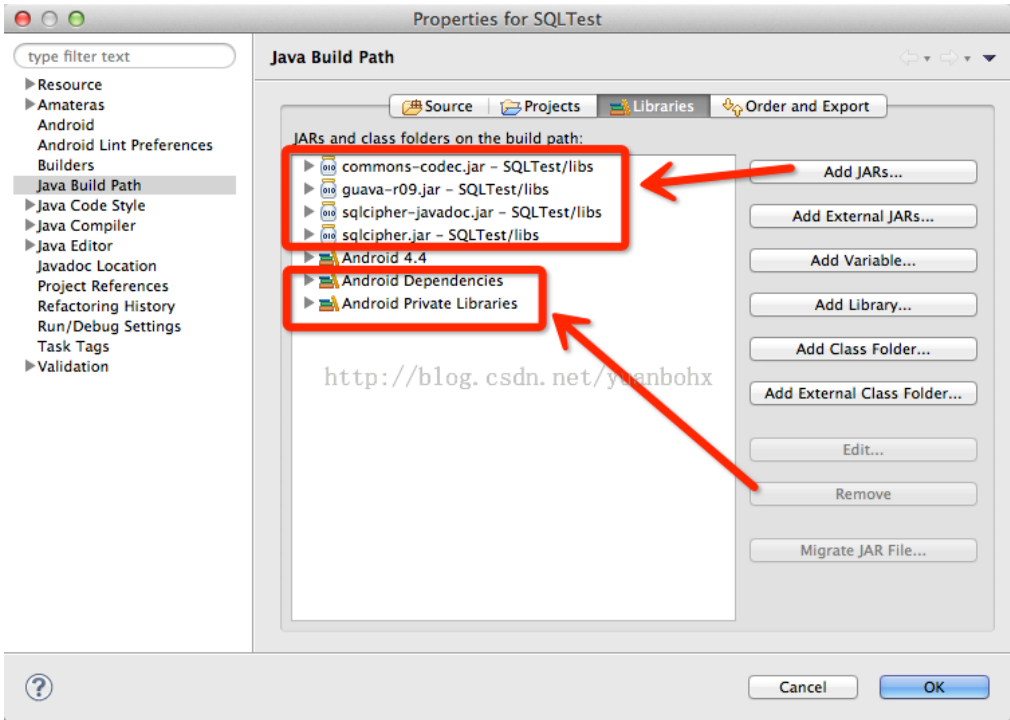 Properties for SQLTest
type filter text
Resource
Amateras
Android
Android Lint Preferences
Builders
Java Build Path
Java Code Style
Java Compiler
Java Editor
Javadoc Location
Project References
Refactoring History
Run/Debug Settings
Task Tags
Validation
Java Build Path
Source
Projects
Libraries
Order and Export
JARs and class folders on the build path:
commons-codec.jar – SQLTest/libs
guava-r09.jar – SQLTest/libs
sqlcipher-javadoc.jar – SQLTest/libs
sqlcipher.jar – SQLTest/libs
Android 4.4
Android Dependencies
Android Private Libraries
http://blog.csdn.net/yuanbohx
Add JARs...
Add External JARs...
Add Variable...
Add Library...
Add Class Folder...
Add External Class Folder...
Edit...
Remove
Migrate JAR File...
?
Cancel
OK